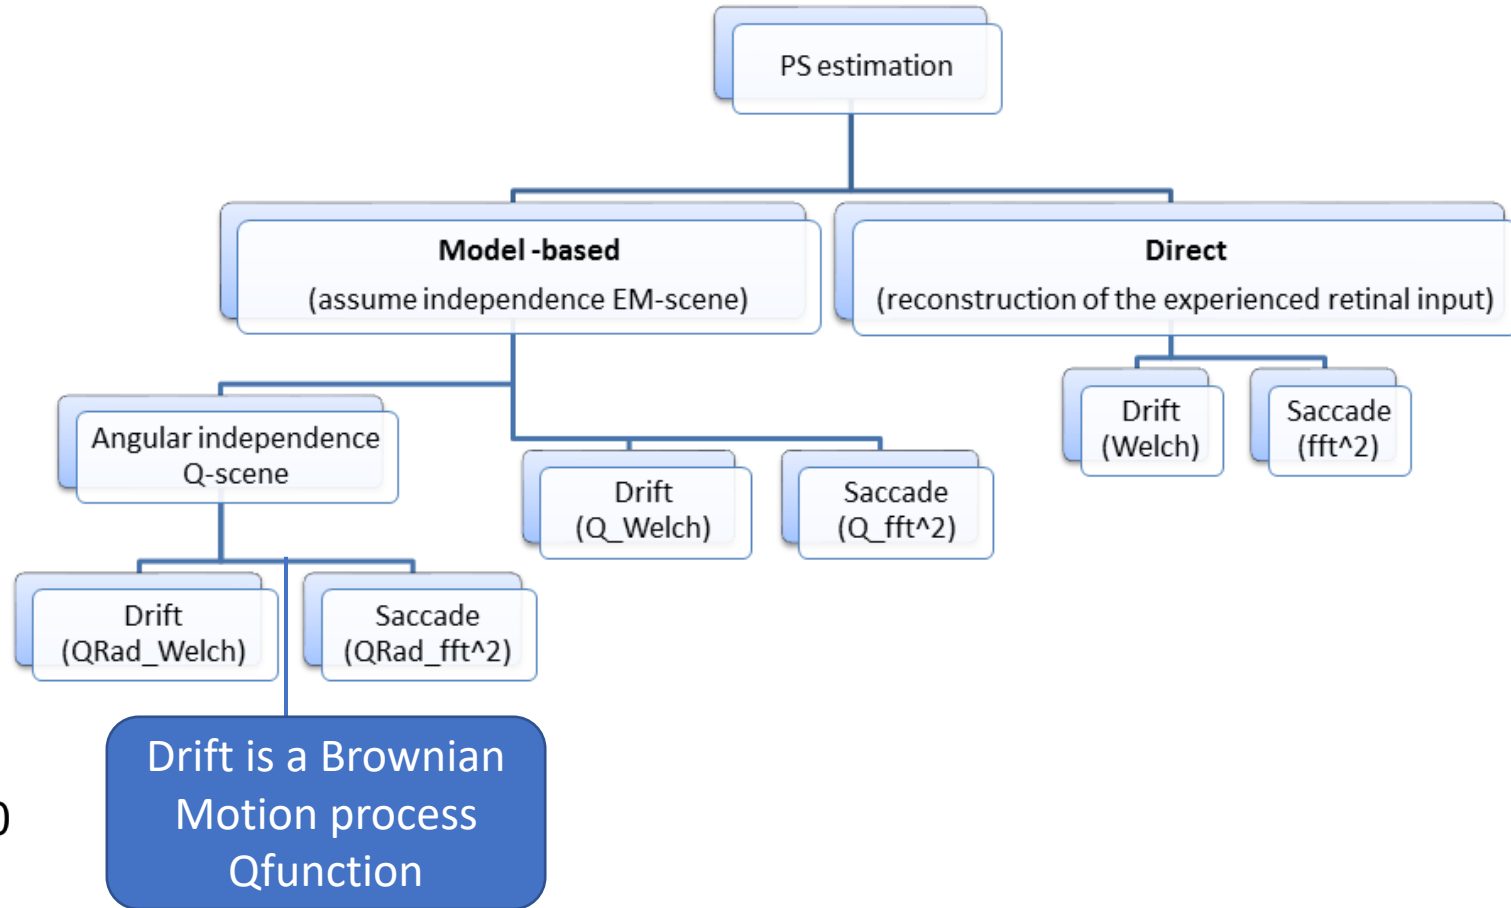 PS estimation
Model -based
(assume independence EM-scene)
Direct
(reconstruction of the experienced retinal input)
Angular independence
Q-scene
Drift
(Q_Welch)
Saccade
(Q_fft^2)
Drift
(Welch)
Saccade
(fft^2)
Drift
(QRad_Welch)
Saccade
(QRad_fft^2)
Drift is a Brownian
Motion process
Qfunction
0